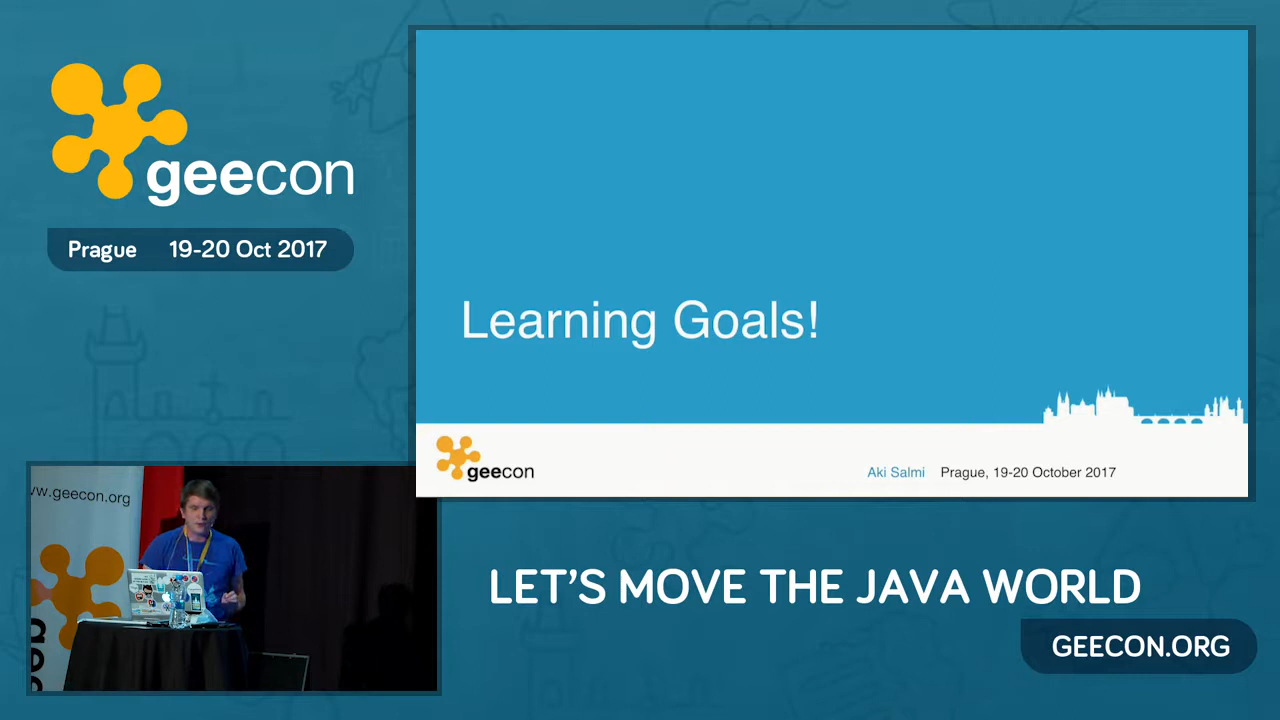 geecon
Prague 19-20 Oct 2017
Learning Goals!
geecon
Aki Salmi Prague, 19-20 October 2017
www.geecon.org
LET'S MOVE THE JAVA WORLD
GEECON.ORG